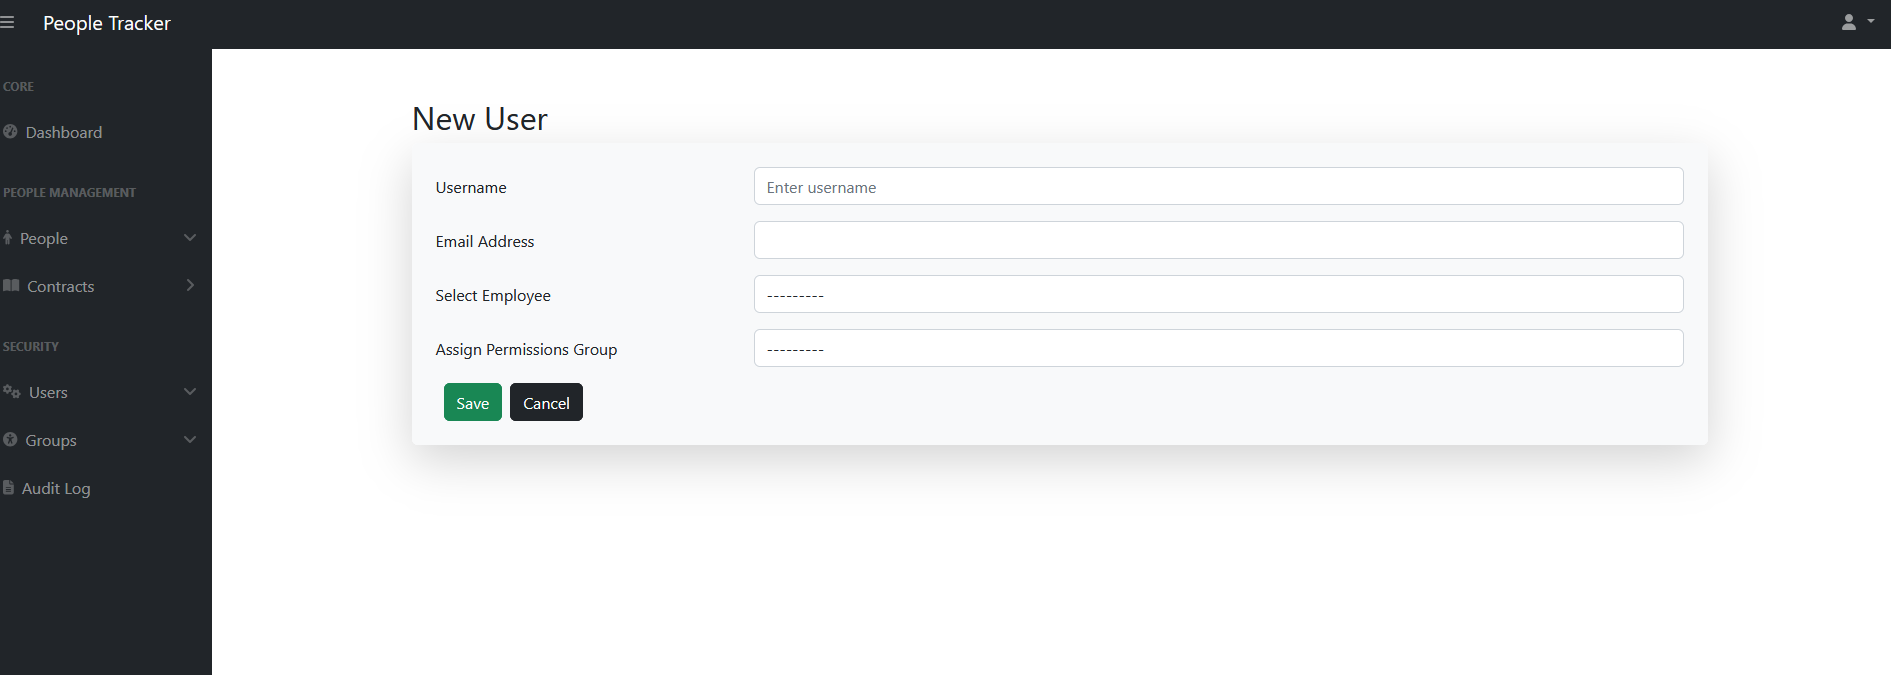 People Tracker
CORE
Dashboard
PEOPLE MANAGEMENT
People
Contracts
SECURITY
Users
Groups
Audit Log
New User
Username
Enter username
Email Address
Select Employee
---------
Assign Permissions Group
---------
Save
Cancel